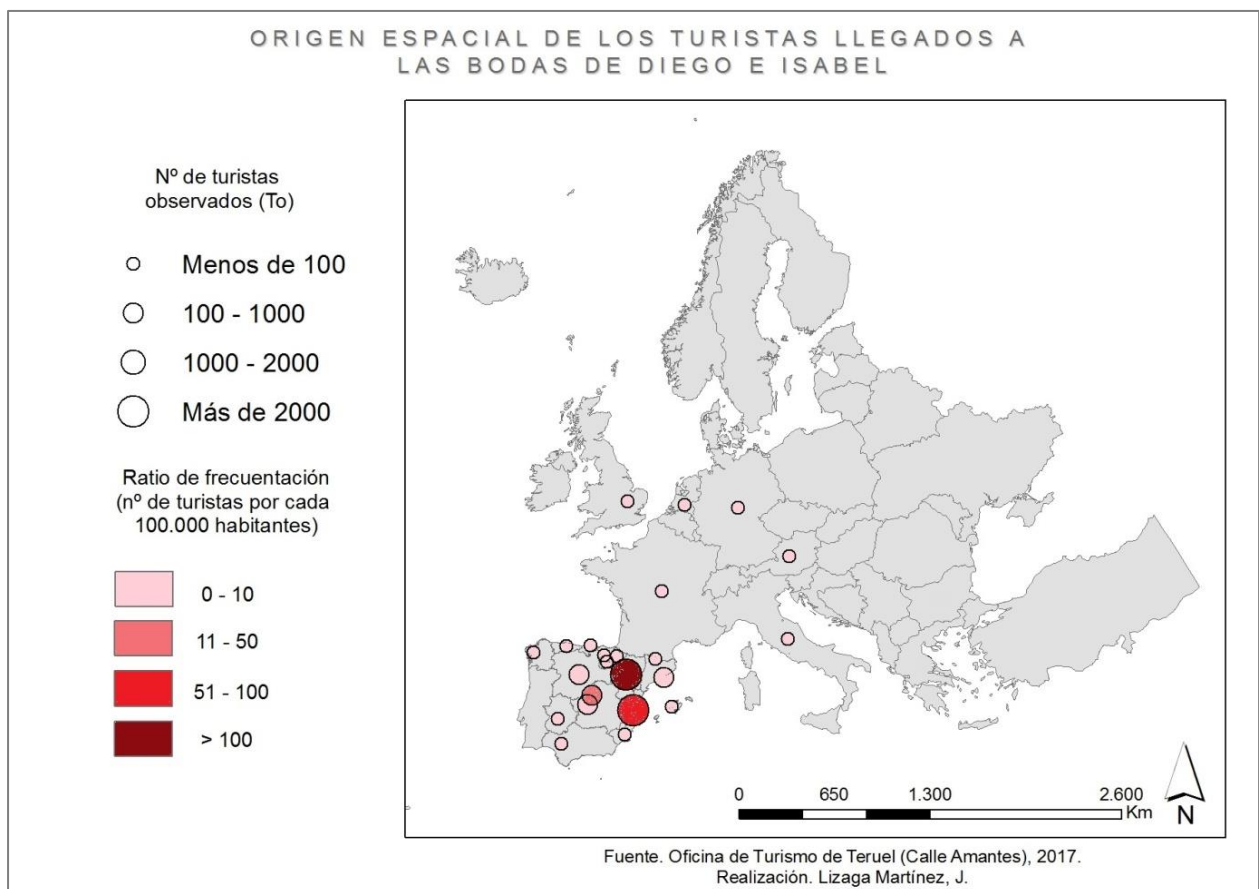 ORIGEN ESPACIAL DE LOS TURISTAS LLEGADOS A
LAS BODAS DE DIEGO E ISABEL
Nº de turistas
observados (To)
Menos de 100
100 - 1000
1000 - 2000
Más de 2000
Ratio de frecuentación
(nº de turistas por cada
100.000 habitantes)
0 - 10
11 - 50
51 - 100
> 100
0 650 1.300 2.600
Km
N
Fuente. Oficina de Turismo de Teruel (Calle Amantes), 2017.
Realización. Lizaga Martínez, J.